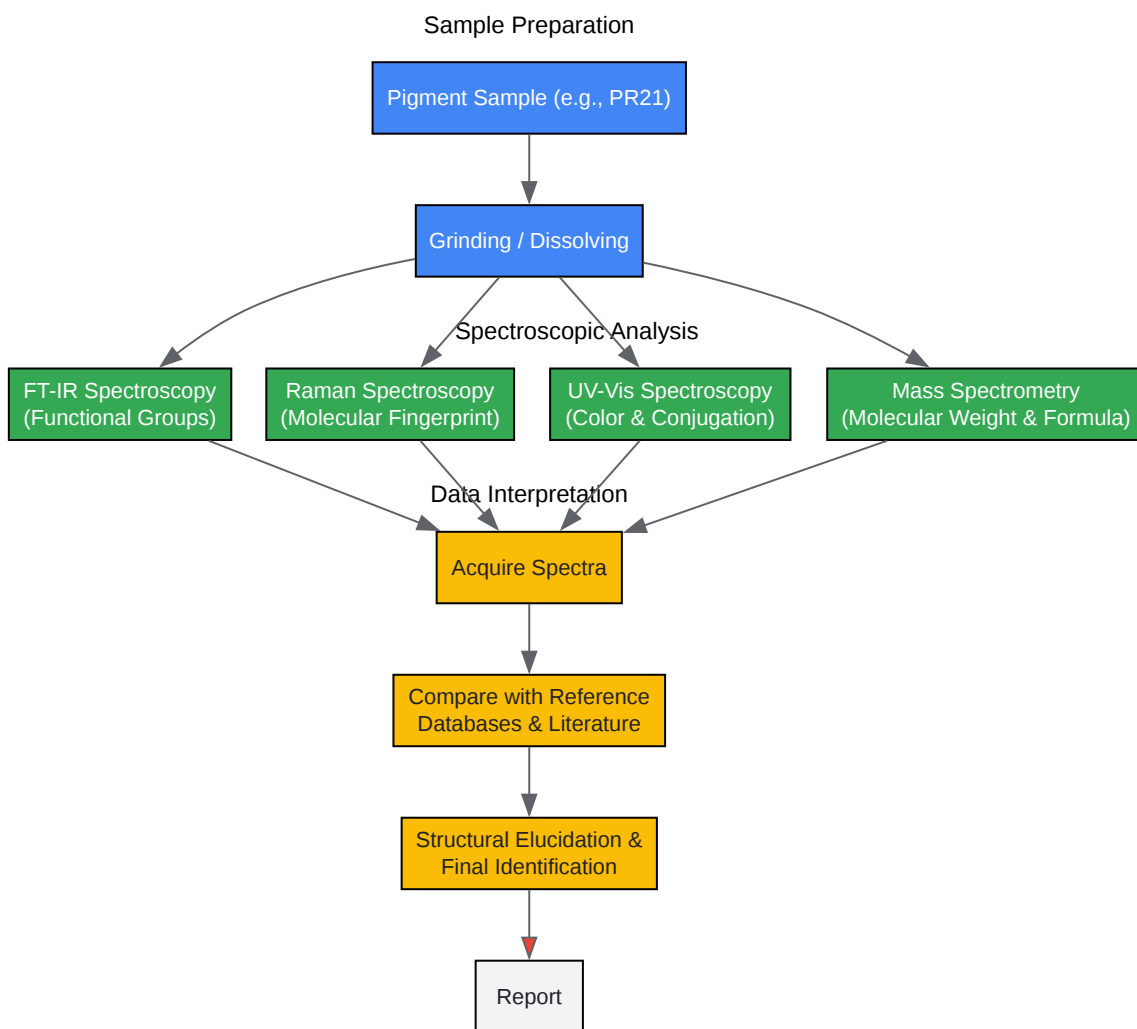 Sample Preparation
Pigment Sample (e.g., PR21)
Grinding / Dissolving
Spectroscopic Analysis
FT-IR Spectroscopy
(Functional Groups)
Raman Spectroscopy
(Molecular Fingerprint)
UV-Vis Spectroscopy
(Color & Conjugation)
Mass Spectrometry
(Molecular Weight & Formula)
Data Interpretation
Acquire Spectra
Compare with Reference
Databases & Literature
Structural Elucidation &
Final Identification
Report